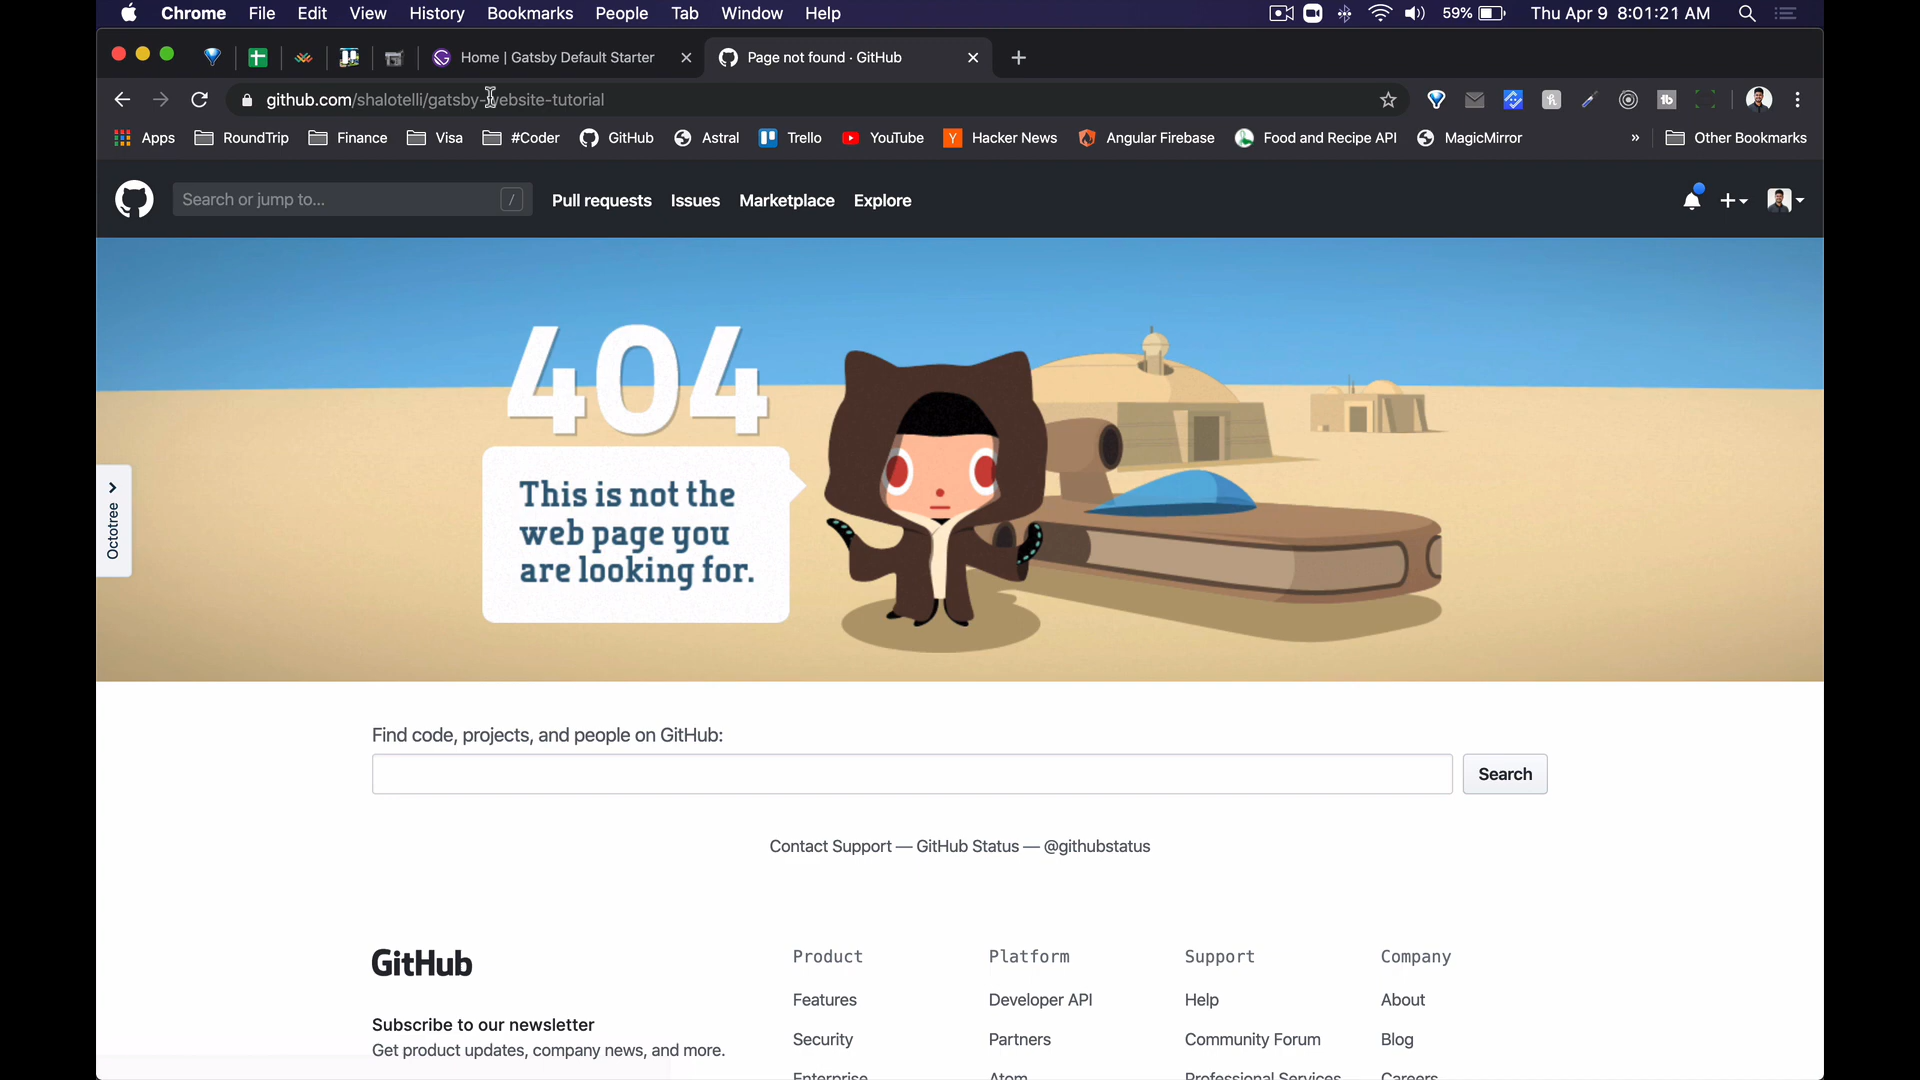 Chrome File Edit View History Bookmarks People Tab Window Help 59% Thu Apr 9 8:01:21 AM
Home | Gatsby Default Starter Page not found · GitHub
github.com/shalotelli/gatsby-website-tutorial
Apps RoundTrip Finance Visa #Coder GitHub Astral Trello YouTube Hacker News Angular Firebase Food and Recipe API MagicMirror » Other Bookmarks
Search or jump to... / Pull requests Issues Marketplace Explore
404
This is not the
web page you
are looking for.
Octotree
Find code, projects, and people on GitHub:
Search
Contact Support — GitHub Status — @githubstatus
GitHub
Subscribe to our newsletter
Get product updates, company news, and more.
Product
Features
Security
Enterprise
Platform
Developer API
Partners
Atom
Support
Help
Community Forum
Professional Services
Company
About
Blog
Careers